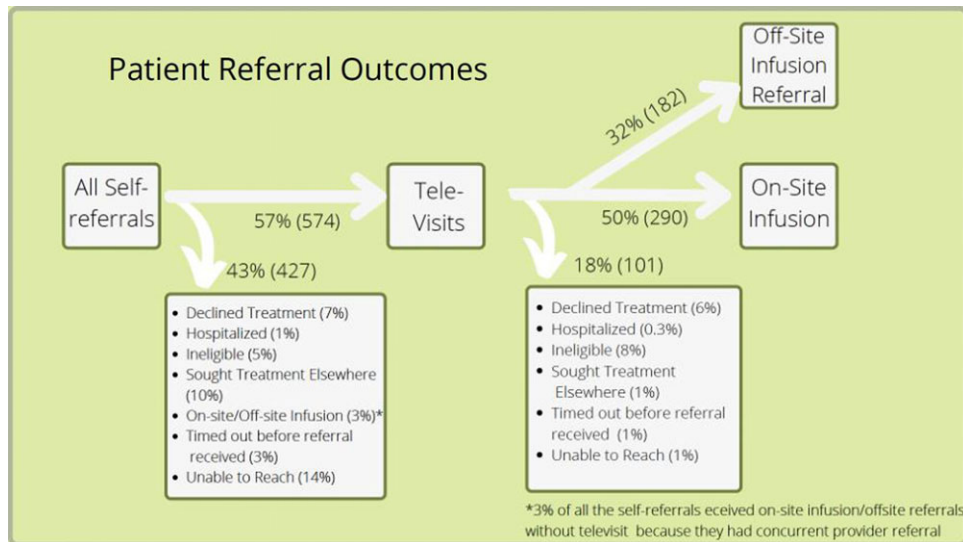 Patient Referral Outcomes
Off-Site
Infusion
Referral
32% (182)
All Self-
referrals
57% (574)
Tele-
Visits
50% (290)
On-Site
Infusion
43% (427)
18% (101)
• Declined Treatment (7%)
• Hospitalized (1%)
• Ineligible (5%)
• Sought Treatment Elsewhere
(10%)
• On-site/Off-site Infusion (3%)*
• Timed out before referral
received (3%)
• Unable to Reach (14%)
• Declined Treatment (6%)
• Hospitalized (0.3%)
• Ineligible (8%)
• Sought Treatment
Elsewhere (1%)
• Timed out before referral
received (1%)
• Unable to Reach (1%)
*3% of all the self-referrals eceived on-site infusion/offsite referrals
without televisit because they had concurrent provider referral